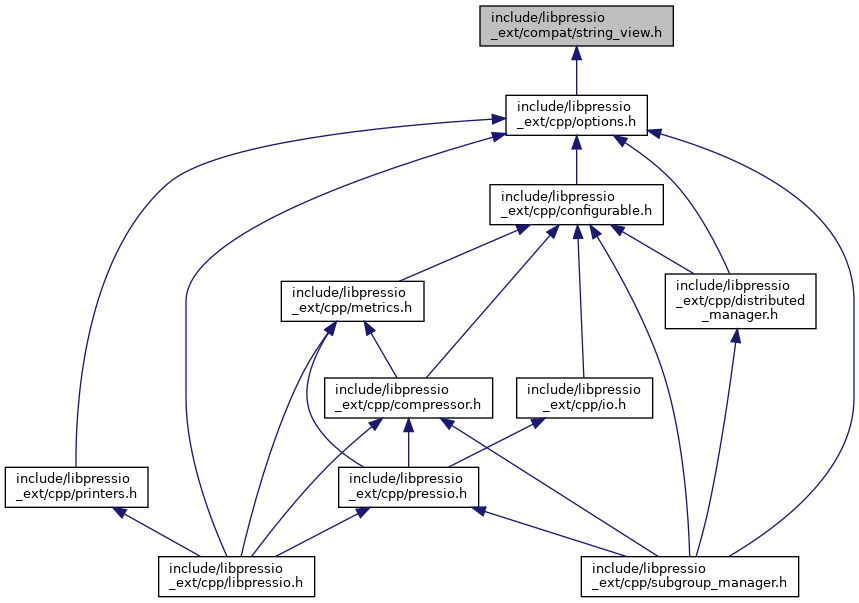 include/libpressio
_ext/compat/string_view.h
include/libpressio
_ext/cpp/options.h
include/libpressio
_ext/cpp/configurable.h
include/libpressio
_ext/cpp/metrics.h
include/libpressio
_ext/cpp/distributed
_manager.h
include/libpressio
_ext/cpp/compressor.h
include/libpressio
_ext/cpp/io.h
include/libpressio
_ext/cpp/printers.h
include/libpressio
_ext/cpp/pressio.h
include/libpressio
_ext/cpp/libpressio.h
include/libpressio
_ext/cpp/subgroup_manager.h